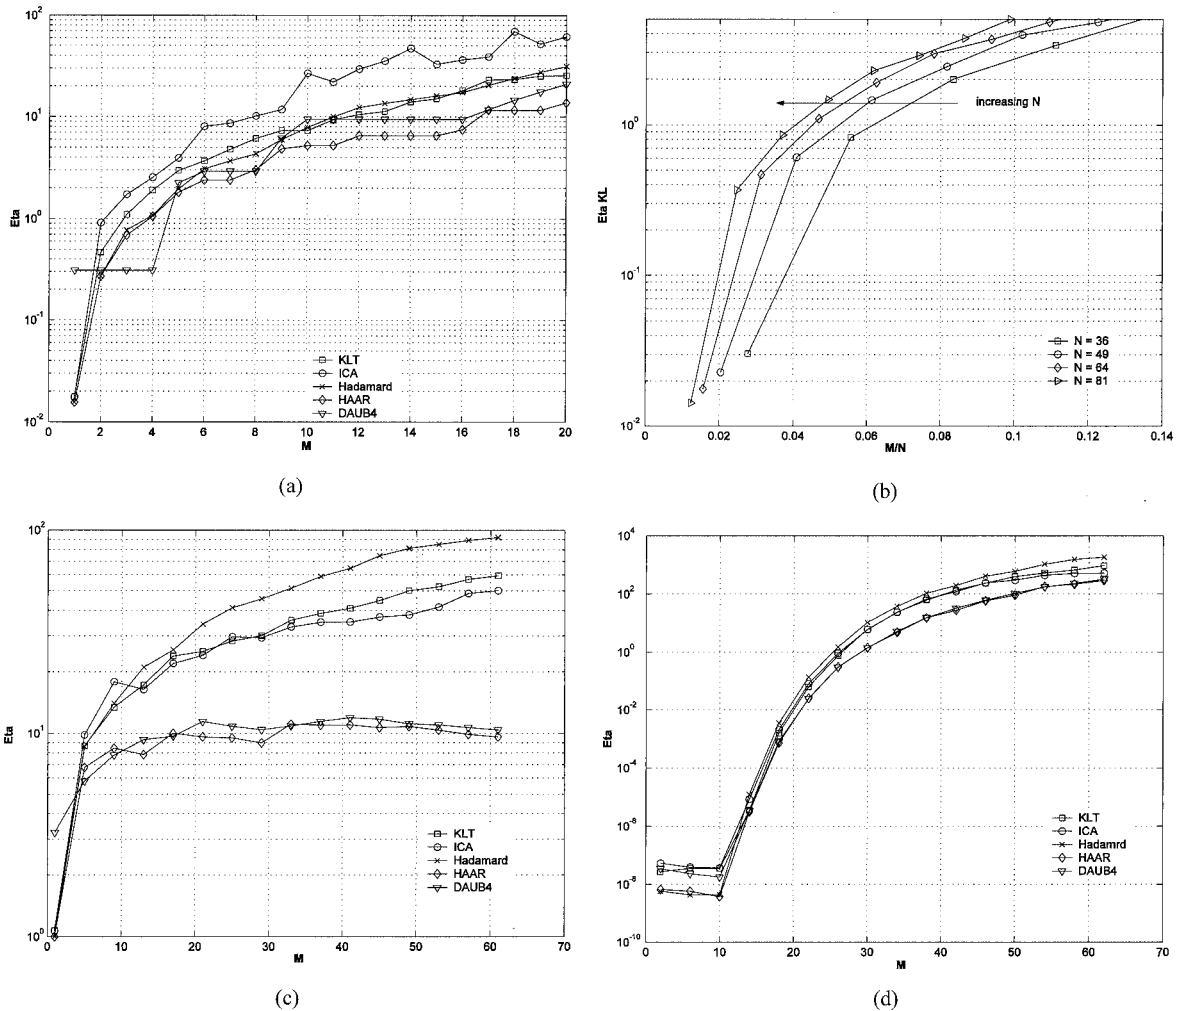 10^2
10^1
10^0
10^-1
10^-2
Eta
0 2 4 6 8 10 12 14 16 18 20
M
KLT
ICA
Hadamard
HAAR
DAUB4
(a)
10^0
10^-1
10^-2
Eta KL
increasing N
N = 36
N = 49
N = 64
N = 81
0 0.02 0.04 0.06 0.08 0.1 0.12 0.14
M/N
(b)
10^2
10^1
10^0
Eta
0 10 20 30 40 50 60 70
M
KLT
ICA
Hadamard
HAAR
DAUB4
(c)
10^4
10^2
10^0
10^-2
10^-4
10^-6
10^-8
10^-10
Eta
0 10 20 30 40 50 60 70
M
KLT
ICA
Hadamrd
HAAR
DAUB4
(d)